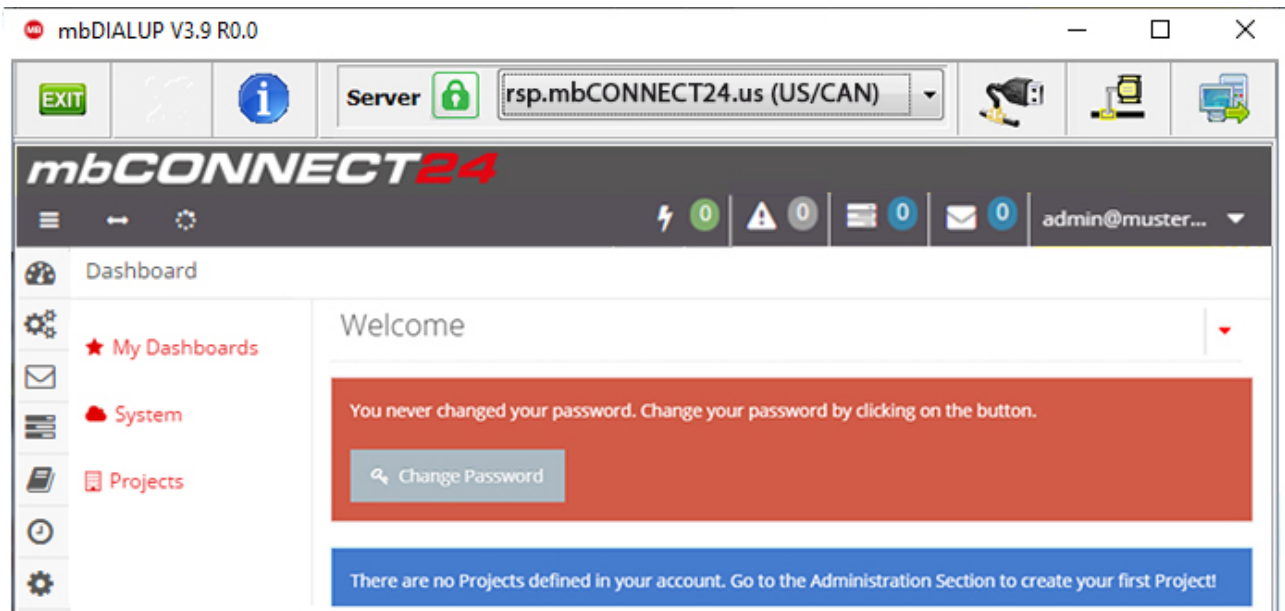 mbDIALUP V3.9 R0.0
EXIT
Server
rsp.mbCONNECT24.us (US/CAN)
mbCONNECT24
0
0
0
0
admin@muster...
Dashboard
My Dashboards
System
Projects
Welcome
You never changed your password. Change your password by clicking on the button.
Change Password
There are no Projects defined in your account. Go to the Administration Section to create your first Project!